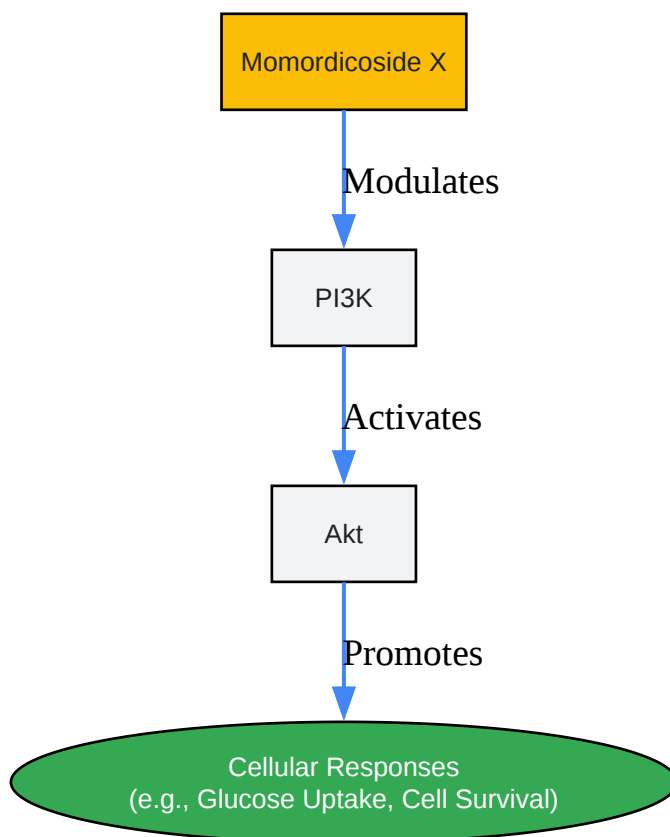 Momordicoside X
Modulates
PI3K
Activates
Akt
Promotes
Cellular Responses
(e.g., Glucose Uptake, Cell Survival)